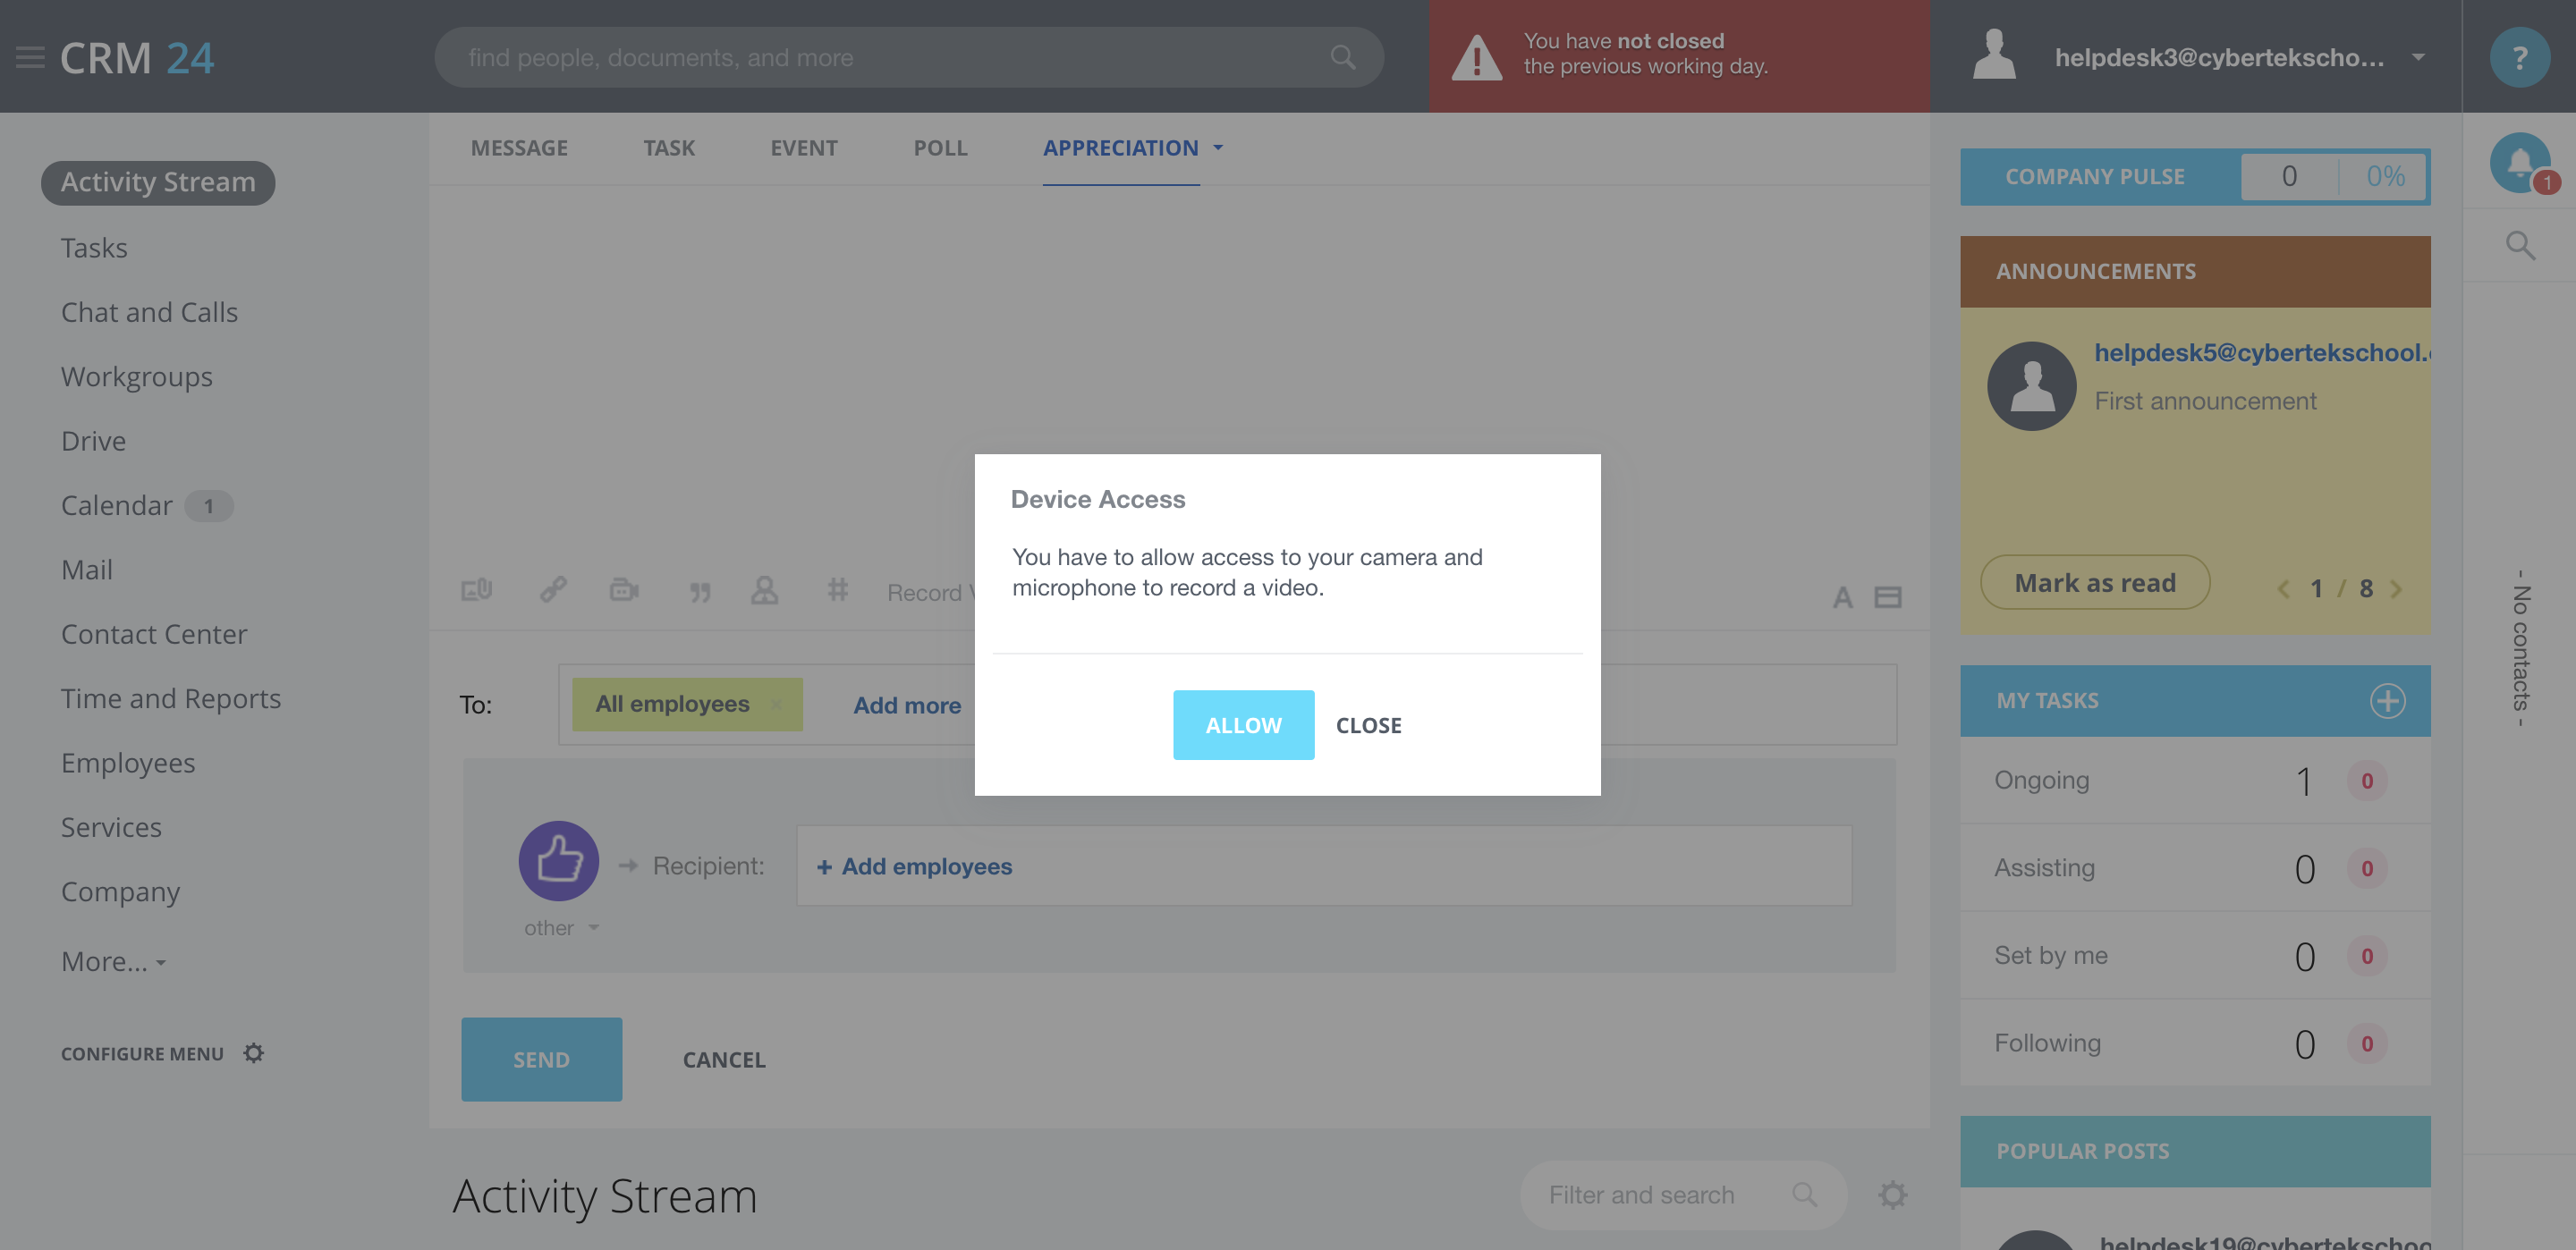 CRM 24
find people, documents, and more
You have not closed
the previous working day.
helpdesk3@cyberteksho...
?
Activity Stream
Tasks
Chat and Calls
Workgroups
Drive
Calendar 1
Mail
Contact Center
Time and Reports
Employees
Services
Company
More...
CONFIGURE MENU
MESSAGE TASK EVENT POLL APPRECIATION
Record
A
To: All employees × Add more
Recipient: + Add employees
other
SEND CANCEL
Activity Stream
Filter and search
Device Access
You have to allow access to your camera and
microphone to record a video.
ALLOW CLOSE
COMPANY PULSE 0 0%
ANNOUNCEMENTS
helpdesk5@cybertekschool.
First announcement
Mark as read 1 / 8
MY TASKS
Ongoing 1 0
Assisting 0 0
Set by me 0 0
Following 0 0
POPULAR POSTS
helpdesk19@cybertekschoo
1
- No contacts -